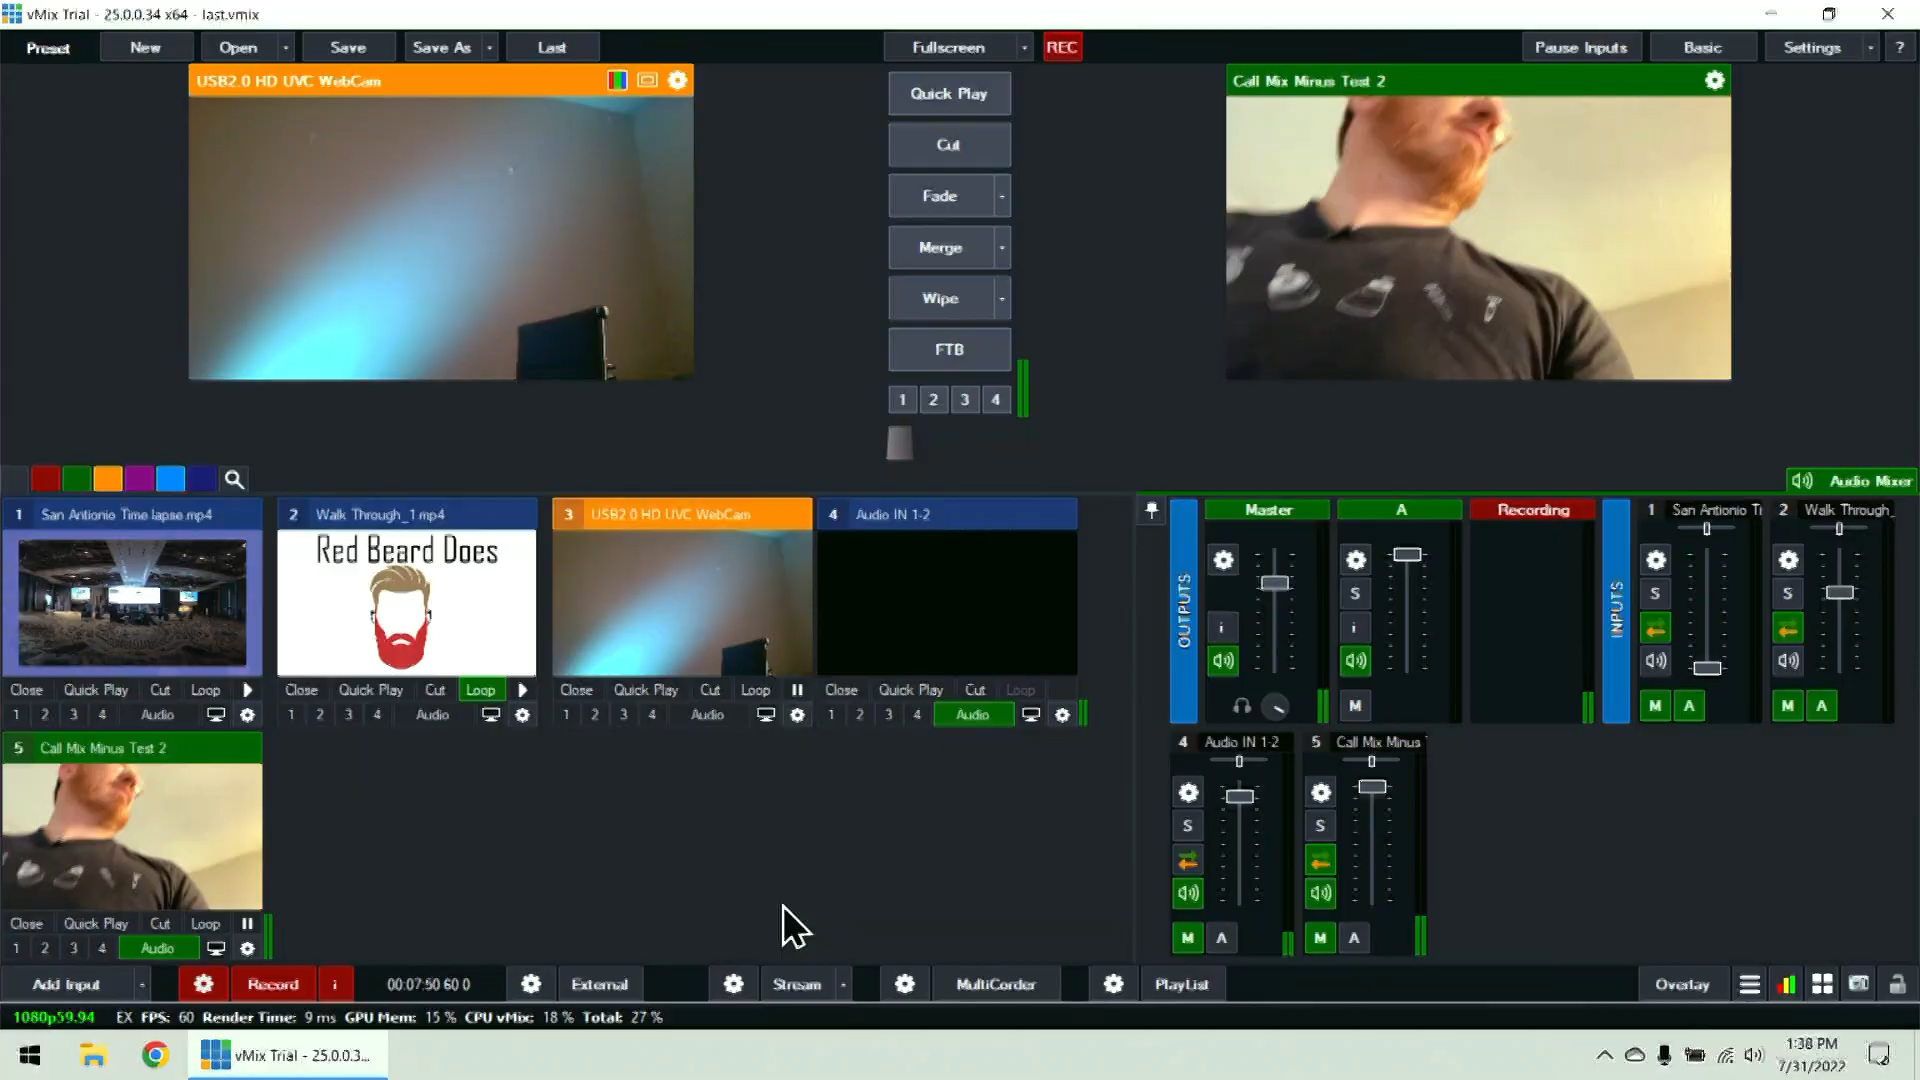 vMix Trial - 25.0.0.34 x64 - last.vmix
Preset New Open Save Save As Last Fullscreen REC Pause Inputs Basic Settings ?
USB2.0 HD UVC WebCam
Quick Play
Cut
Fade
Merge
Wipe
FTB
1 2 3 4
Call Mix Minus Test 2
Audio Mixer
1 San Antionio Time lapse.mp4
Close Quick Play Cut Loop
1 2 3 4 Audio
2 Walk Through_1.mp4
Red Beard Does
Close Quick Play Cut Loop
1 2 3 4 Audio
3 USB2.0 HD UVC WebCam
Close Quick Play Cut Loop
1 2 3 4 Audio
4 Audio IN 1-2
Close Quick Play Cut Loop
1 2 3 4 Audio
5 Call Mix Minus Test 2
Close Quick Play Cut Loop
1 2 3 4 Audio
OUTPUTS
Master
i
A
S
i
M
Recording
INPUTS
1 San Antionio Ti
S
M A
2 Walk Through_
S
M A
4 Audio IN 1-2
S
M A
5 Call Mix Minus
S
M A
Add Input Record i 00:07:50 60 0 External Stream MultiCorder PlayList Overlay
1080p59.94 EX FPS: 60 Render Time: 9 ms GPU Mem: 15 % CPU vMix: 18 % Total: 27 %
vMix Trial - 25.0.0.3...
1:38 PM
7/31/2022